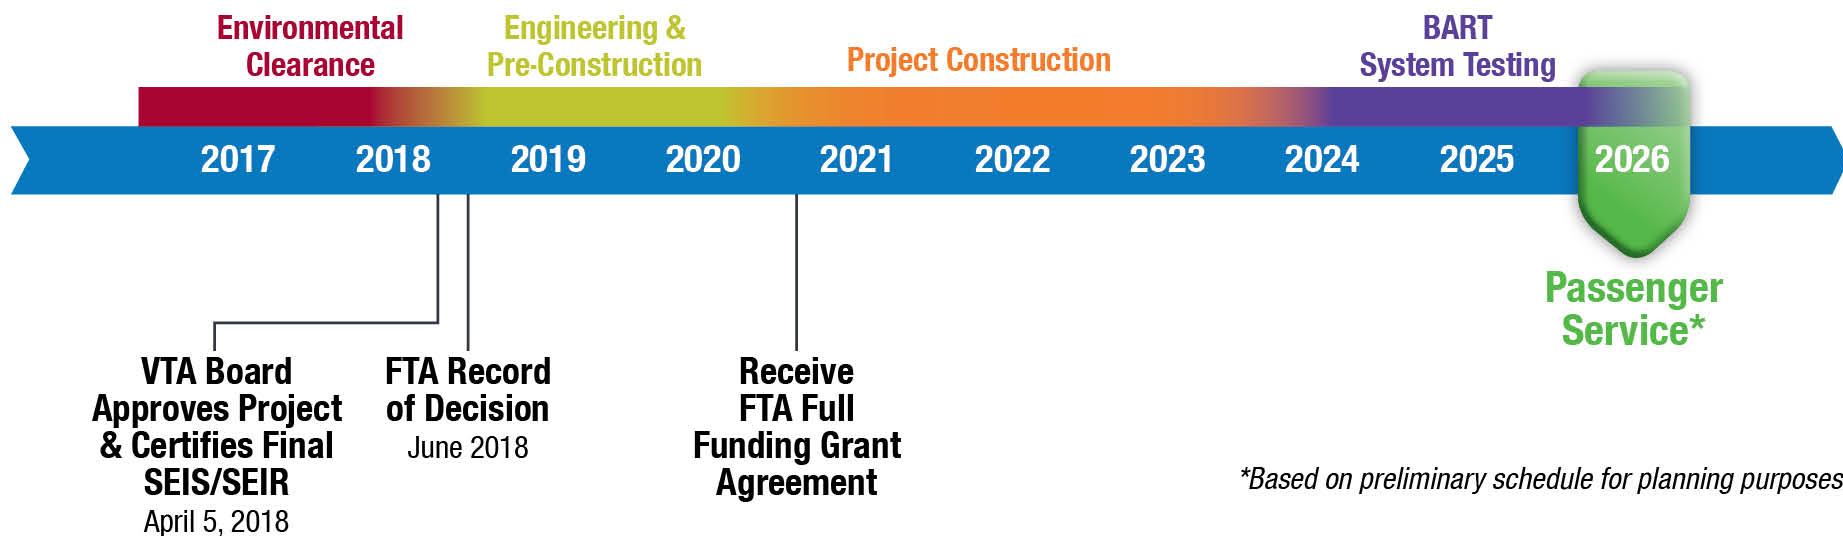 Environmental
Clearance
Engineering &
Pre-Construction
Project Construction
BART
System Testing
2017 2018 2019 2020 2021 2022 2023 2024 2025 2026
VTA Board
Approves Project
& Certifies Final
SEIS/SEIR
April 5, 2018
FTA Record
of Decision
June 2018
Receive
FTA Full
Funding Grant
Agreement
Passenger
Service*
*Based on preliminary schedule for planning purposes